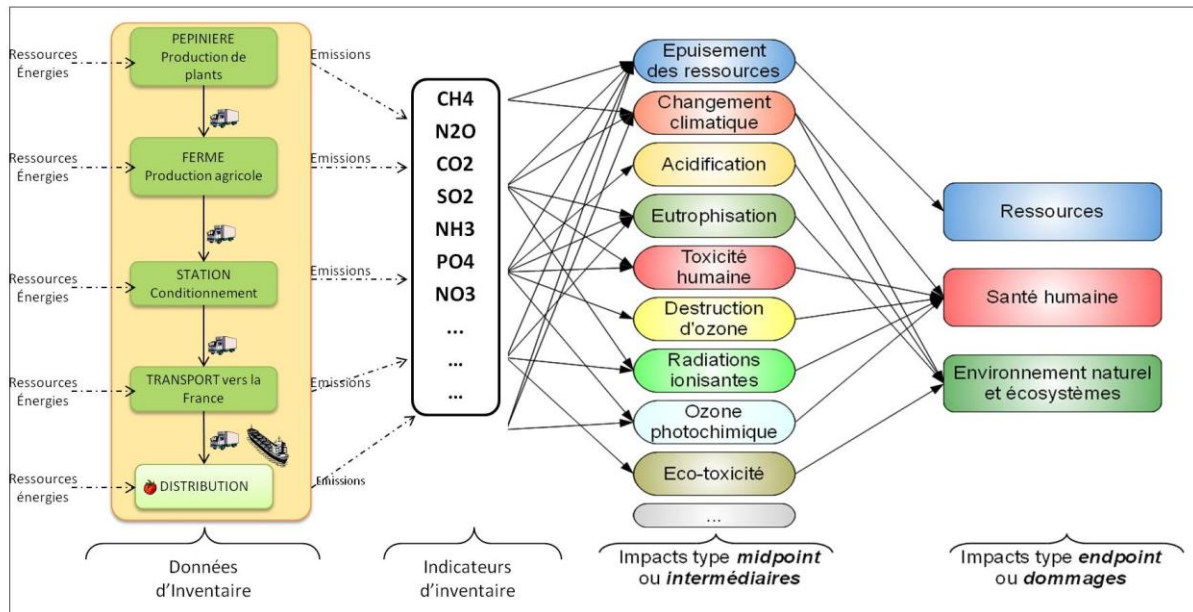 Ressources
Énergies
PEPINIERE
Production de
plants
Emissions
Ressources
Énergies
FERME
Production agricole
Emissions
Ressources
Énergies
STATION
Conditionnement
Emissions
Ressources
Énergies
TRANSPORT vers la
France
Emissions
Ressources
énergies
DISTRIBUTION
Emissions
Données
d'Inventaire
CH4
N2O
CO2
SO2
NH3
PO4
NO3
...
...
...
Indicateurs
d'inventaire
Epuisement
des ressources
Changement
climatique
Acidification
Eutrophisation
Toxicité
humaine
Destruction
d'ozone
Radiations
ionisantes
Ozone
photochimique
Eco-toxicité
...
Impacts type midpoint
ou intermédiaires
Ressources
Santé humaine
Environnement naturel
et écosystèmes
Impacts type endpoint
ou dommages